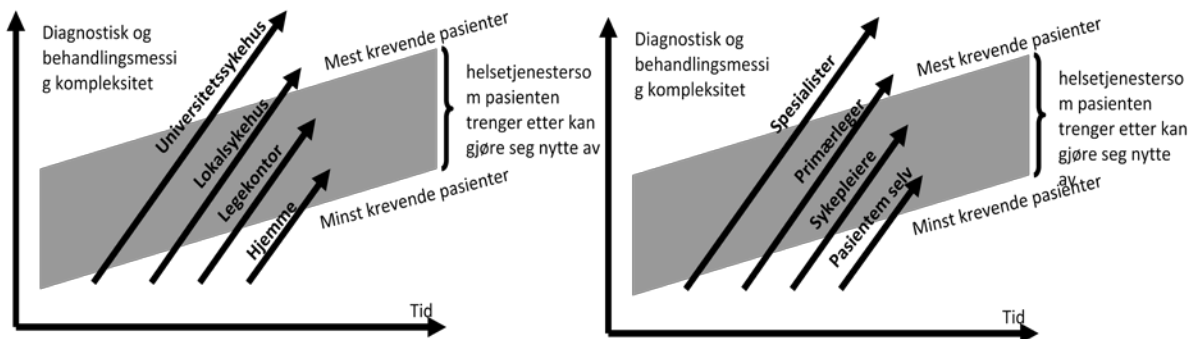 Diagnostisk og
behandlingsmessi
g kompleksitet
Universitetssykehus
Lokalsykehus
Legekontor
Hjemme
Mest krevende pasienter
Minst krevende pasienter
helsetjenesterso
m pasienten
trenger etter kan
gjøre seg nytte av
Tid
Diagnostisk og
behandlingsmessi
g kompleksitet
Spesialister
Primærleger
Sykepleiere
Pasientem selv
Mest krevende pasienter
Minst krevende pasienter
helsetjenesterso
m pasienten
trenger etter kan
gjøre seg nytte
av
Tid